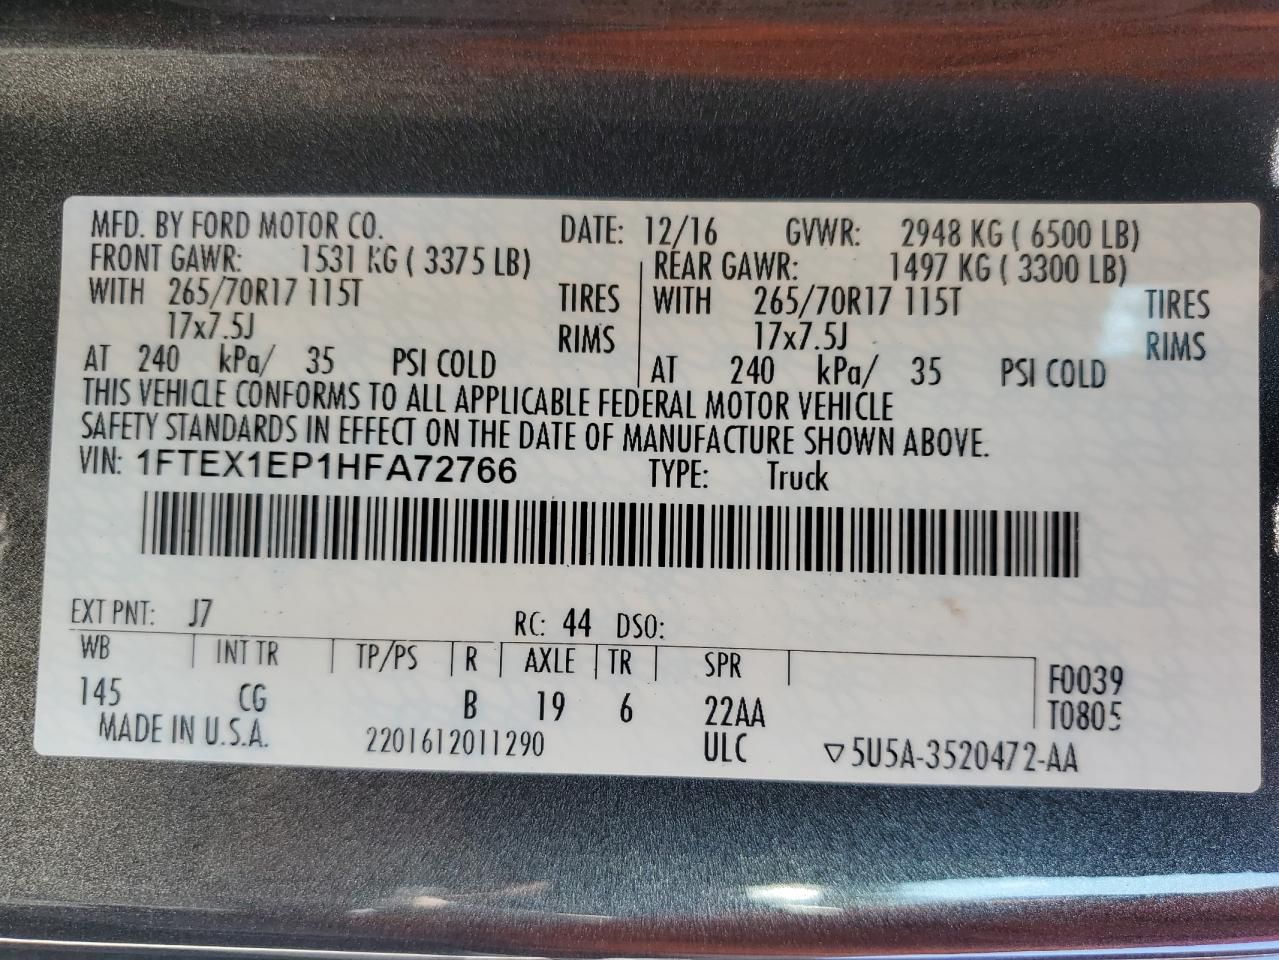 MFD. BY FORD MOTOR CO. DATE: 12/16 GVWR: 2948 KG ( 6500 LB)
FRONT GAWR: 1531 KG ( 3375 LB) REAR GAWR: 1497 KG ( 3300 LB)
WITH 265/70R17 115T TIRES WITH 265/70R17 115T TIRES
17x7.5J RIMS 17x7.5J RIMS
AT 240 kPa/ 35 PSI COLD AT 240 kPa/ 35 PSI COLD
THIS VEHICLE CONFORMS TO ALL APPLICABLE FEDERAL MOTOR VEHICLE
SAFETY STANDARDS IN EFFECT ON THE DATE OF MANUFACTURE SHOWN ABOVE.
VIN: 1FTEX1EP1HFA72766 TYPE: Truck
EXT PNT: J7 RC: 44 DSO:
WB INT TR TP/PS R AXLE TR SPR F0039
145 CG B 19 6 22AA T0805
MADE IN U.S.A. 2201612011290 ULC ▽5U5A-3520472-AA